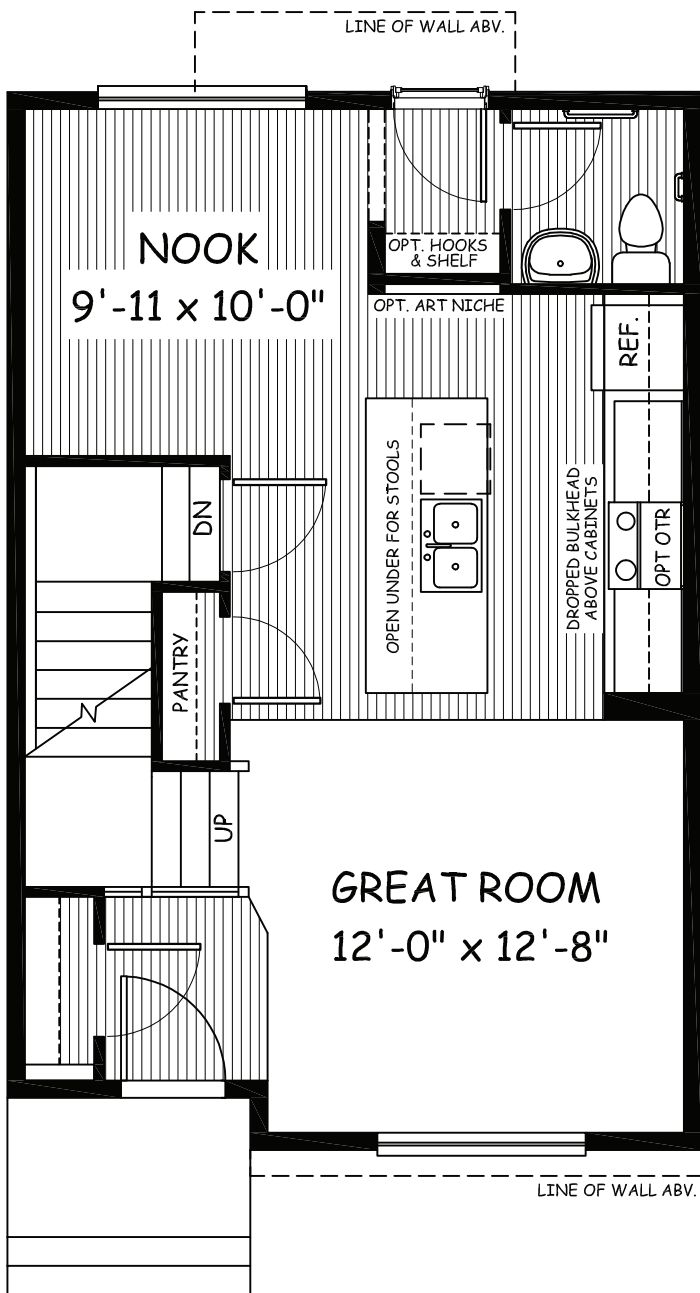 LINE OF WALL ABV.
NOOK
9'-11 x 10'-0"
OPT. HOOKS
& SHELF
OPT. ART NICHE
REF.
OPEN UNDER FOR STOOLS
DROPPED BULKHEAD
ABOVE CABINETS
OPT OTR
DN
PANTRY
UP
GREAT ROOM
12'-0" x 12'-8"
LINE OF WALL ABV.